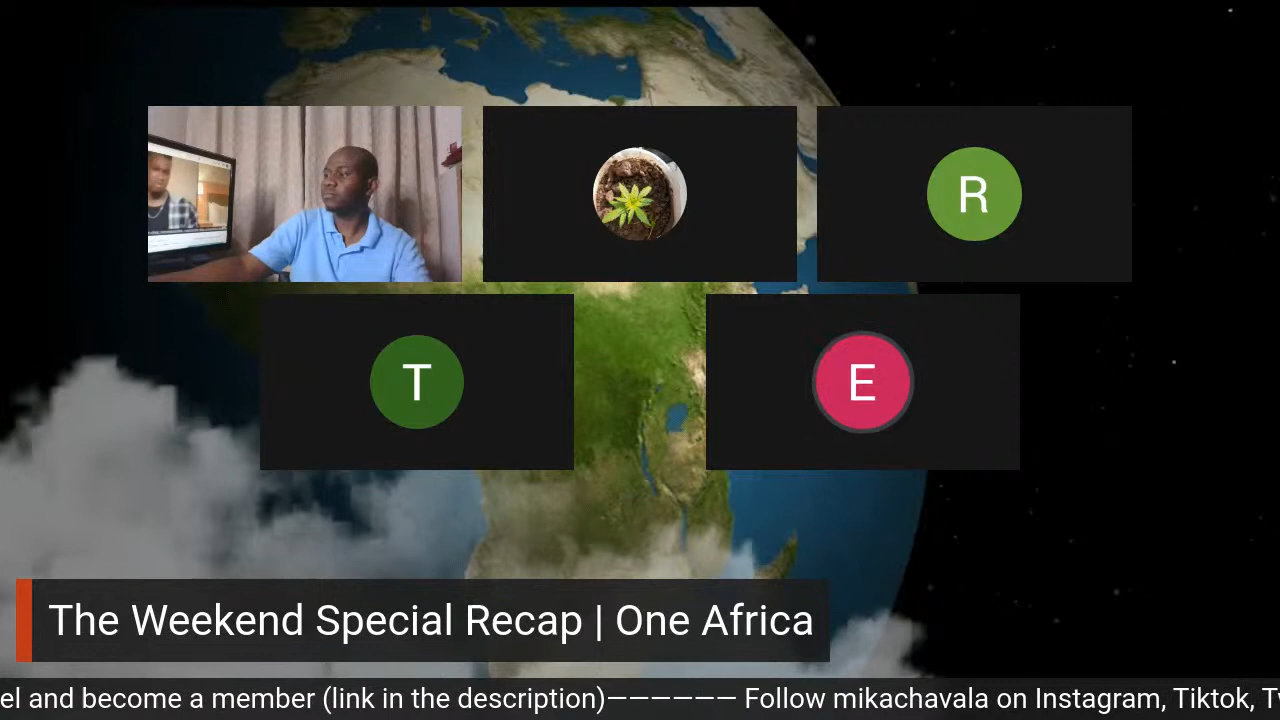 R
T
E
The Weekend Special Recap | One Africa
el and become a member (link in the description)—————— Follow mikachavala on Instagram, Tiktok, Tw